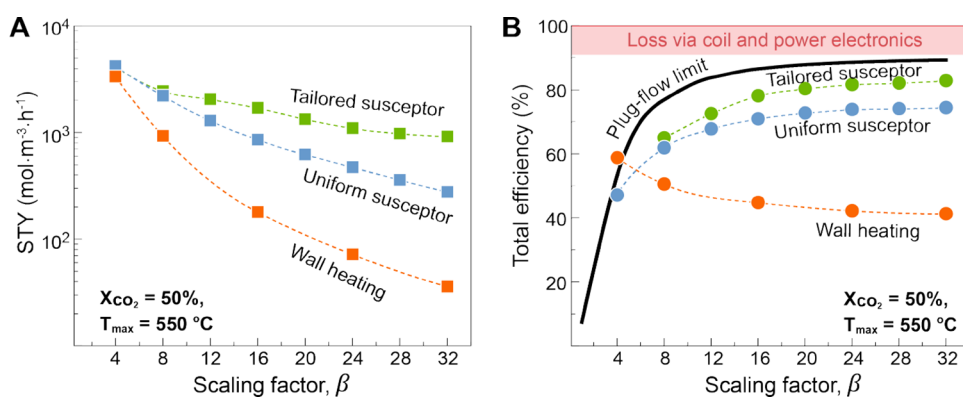 A
STY (mol·m⁻³·h⁻¹)
10⁴
10³
10²
Tailored susceptor
Uniform susceptor
Wall heating
X_CO₂ = 50%,
T_max = 550 °C
4 8 12 16 20 24 28 32
Scaling factor, β
B
Total efficiency (%)
100
80
60
40
20
0
Loss via coil and power electronics
Plug-flow limit
Tailored susceptor
Uniform susceptor
Wall heating
X_CO₂ = 50%,
T_max = 550 °C
4 8 12 16 20 24 28 32
Scaling factor, β